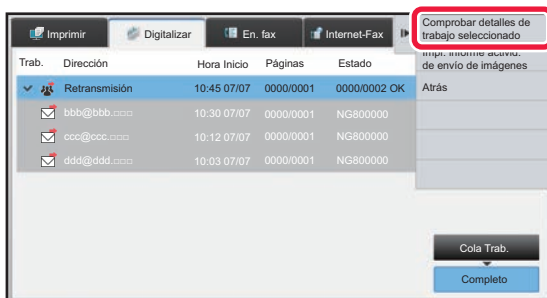 Imprimir
Digitalizar
En. fax
Internet-Fax
Comprobar detalles de
trabajo seleccionado
Impr. informe activid.
de envío de imágenes
Atrás
Trab. Dirección Hora Inicio Páginas Estado
Retransmisión 10:45 07/07 0000/0001 0000/0002 OK
bbb@bbb.□□□ 10:30 07/07 0000/0001 NG800000
ccc@ccc.□□□ 10:12 07/07 0000/0001 NG800000
ddd@ddd.□□□ 10:03 07/07 0000/0001 NG800000
Cola Trab.
Completo